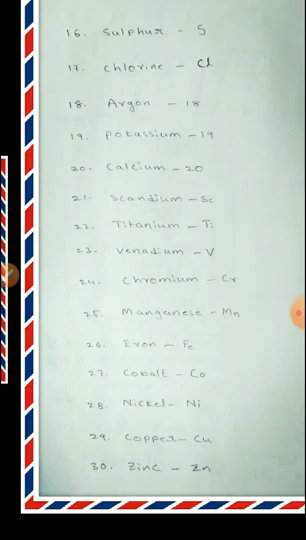 16. Sulphur - S
17. Chlorine - Cl
18. Argon - 18
19. Potassium - 19
20. Calcium - 20
21. Scandium - Sc
22. Titanium - Ti
23. Venadium - V
24. Chromium - Cr
25. Manganese - Mn
26. Iron - Fe
27. Cobalt - Co
28. Nickel - Ni
29. Copper - Cu
30. Zinc - Zn